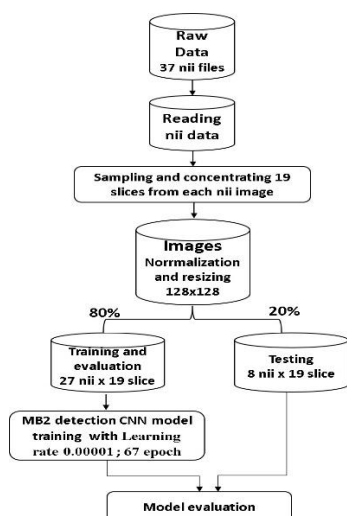 Raw
Data
37 nii files
Reading
nii data
Sampling and concentrating 19
slices from each nii image
Images
Norrmalization
and resizing
128x128
80%
20%
Training and
evaluation
27 nii x 19 slice
Testing
8 nii x 19 slice
MB2 detection CNN model
training with Learning
rate 0.00001 ; 67 epoch
Model evaluation